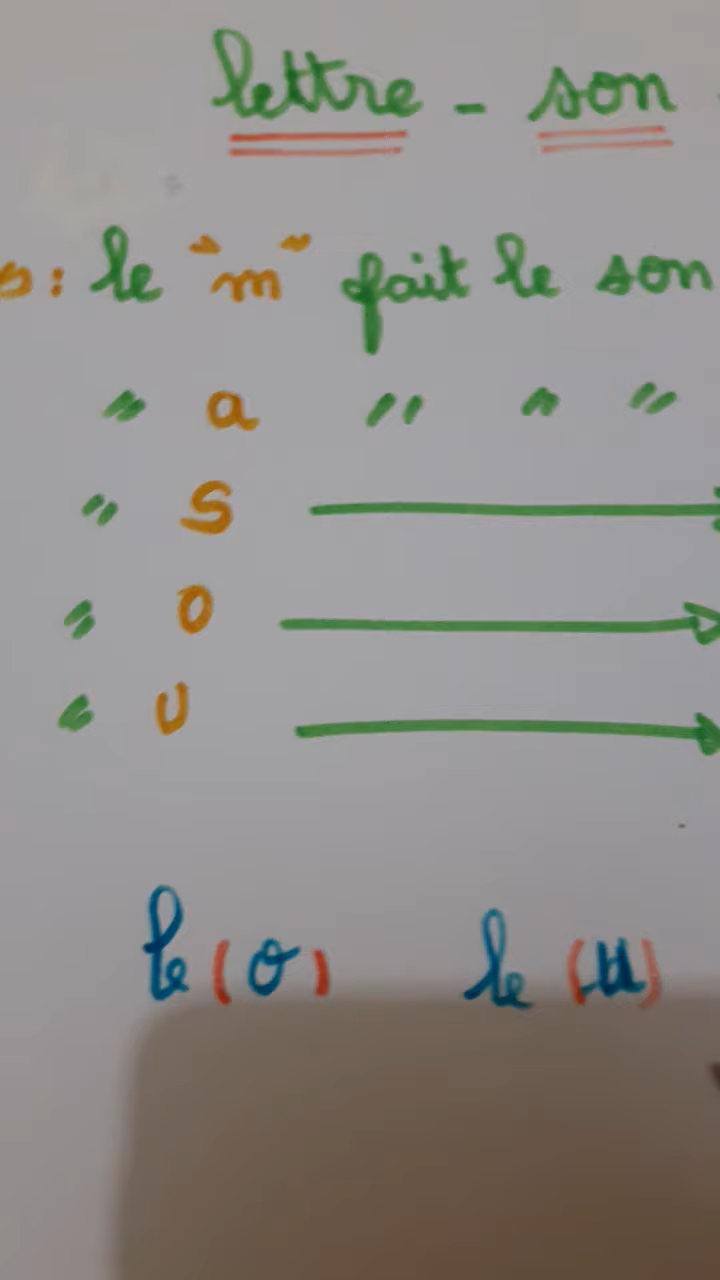 lettre - son
: le "m" fait le son
" a " " "
" s
" o
" u
le (o) le (u)